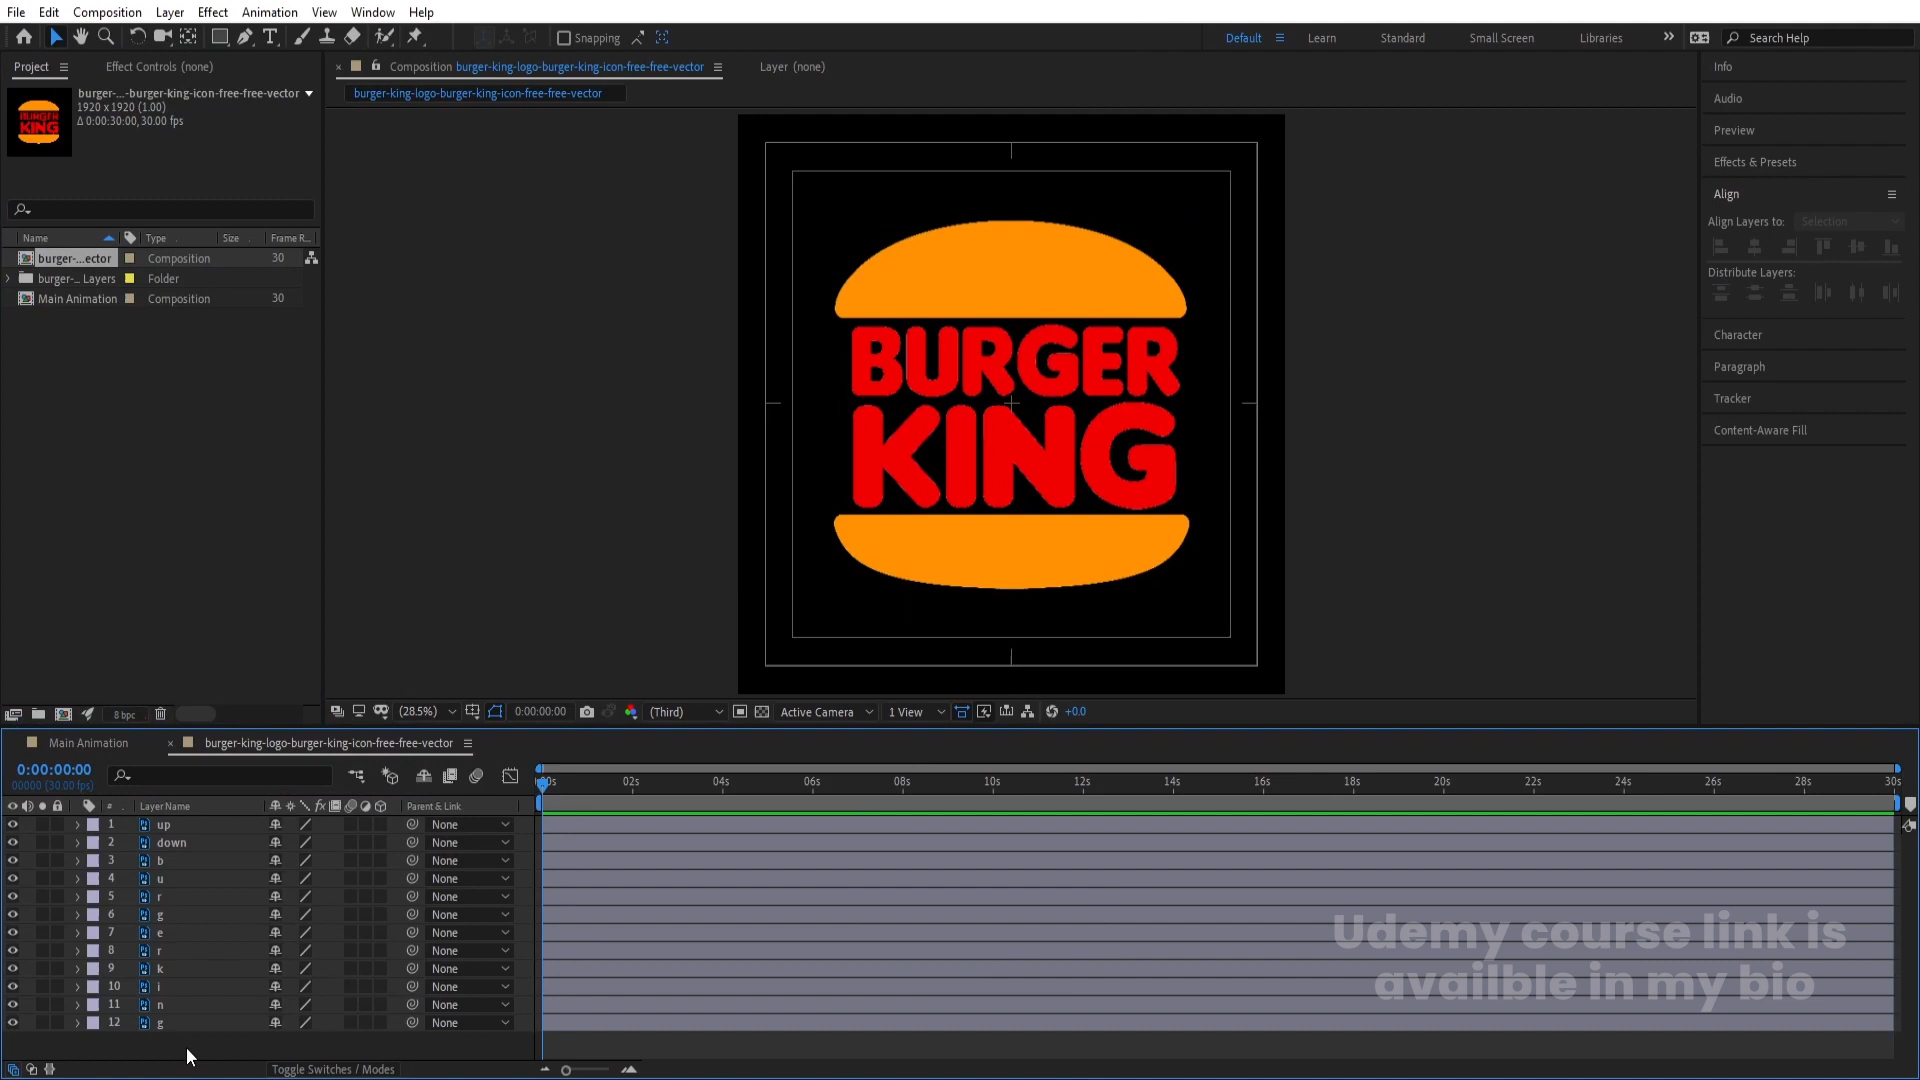 File Edit Composition Layer Effect Animation View Window Help
Snapping
Default Learn Standard Small Screen Libraries Search Help
Project Effect Controls (none)
Composition burger-king-logo-burger-king-icon-free-free-vector Layer (none)
burger-king-logo-burger-king-icon-free-free-vector
burger-...-burger-king-icon-free-free-vector
1920 x 1920 (1.00)
Δ 0:00:30:00, 30.00 fps
BURGER
KING
Name Type Size Frame R...
burger-...ector Composition 30
burger-... Layers Folder
Main Animation Composition 30
Info
Audio
Preview
Effects & Presets
Align
Align Layers to: Selection
Distribute Layers:
Character
Paragraph
Tracker
Content-Aware Fill
BURGER
KING
8 bpc
(28.5%) 0:00:00:00 (Third) Active Camera 1 View +0.0
Main Animation burger-king-logo-burger-king-icon-free-free-vector
0:00:00:00
00000 (30.00 fps)
:00s 02s 04s 06s 08s 10s 12s 14s 16s 18s 20s 22s 24s 26s 28s 30s
# Layer Name fx Parent & Link
1 up None
2 down None
3 b None
4 u None
5 r None
6 g None
7 e None
8 r None
9 k None
10 i None
11 n None
12 g None
Udemy course link is
availble in my bio
Toggle Switches / Modes